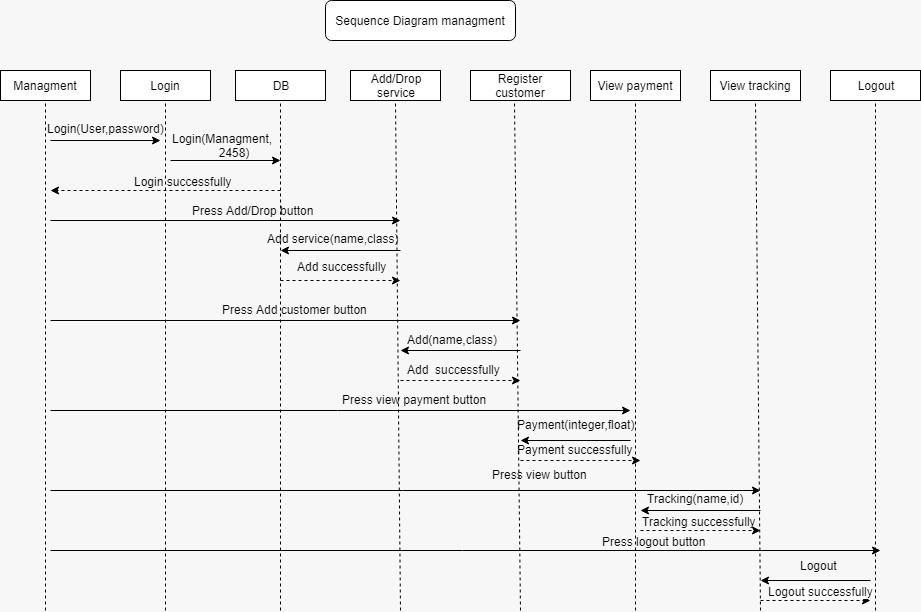 Sequence Diagram managment
Managment
Login
DB
Add/Drop
service
Register
customer
View payment
View tracking
Logout
Login(User,password)
Login(Managment,
2458)
Login successfully
Press Add/Drop button
Add service(name,class)
Add successfully
Press Add customer button
Add(name,class)
Add  successfully
Press view payment button
Payment(integer,float)
Payment successfully
Press view button
Tracking(name,id)
Tracking successfully
Press logout button
Logout
Logout successfully